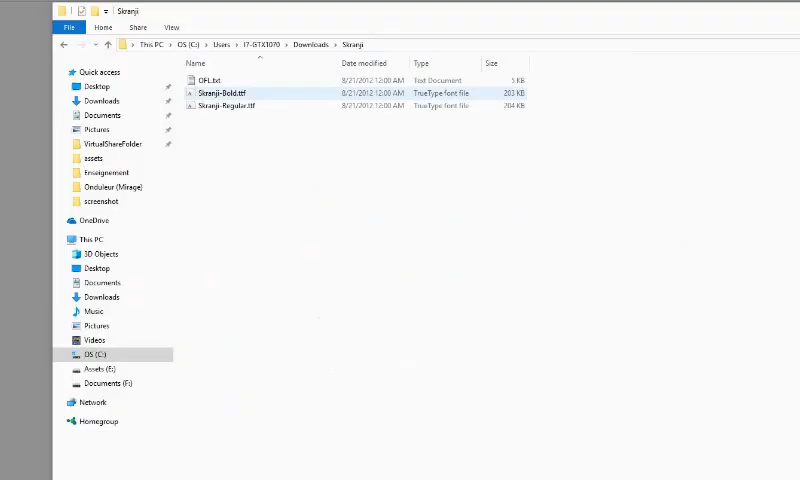 Skranji
File Home Share View
This PC OS (C:) Users I7-GTX1070 Downloads Skranji
Name Date modified Type Size
OFL.txt 8/21/2012 12:00 AM Text Document 5 KB
Skranji-Bold.ttf 8/21/2012 12:00 AM TrueType font file 203 KB
Skranji-Regular.ttf 8/21/2012 12:00 AM TrueType font file 204 KB
Quick access
Desktop
Downloads
Documents
Pictures
VirtualShareFolder
assets
Enseignement
Onduleur (Mirage)
screenshot
OneDrive
This PC
3D Objects
Desktop
Documents
Downloads
Music
Pictures
Videos
OS (C:)
Assets (E:)
Documents (F:)
Network
Homegroup